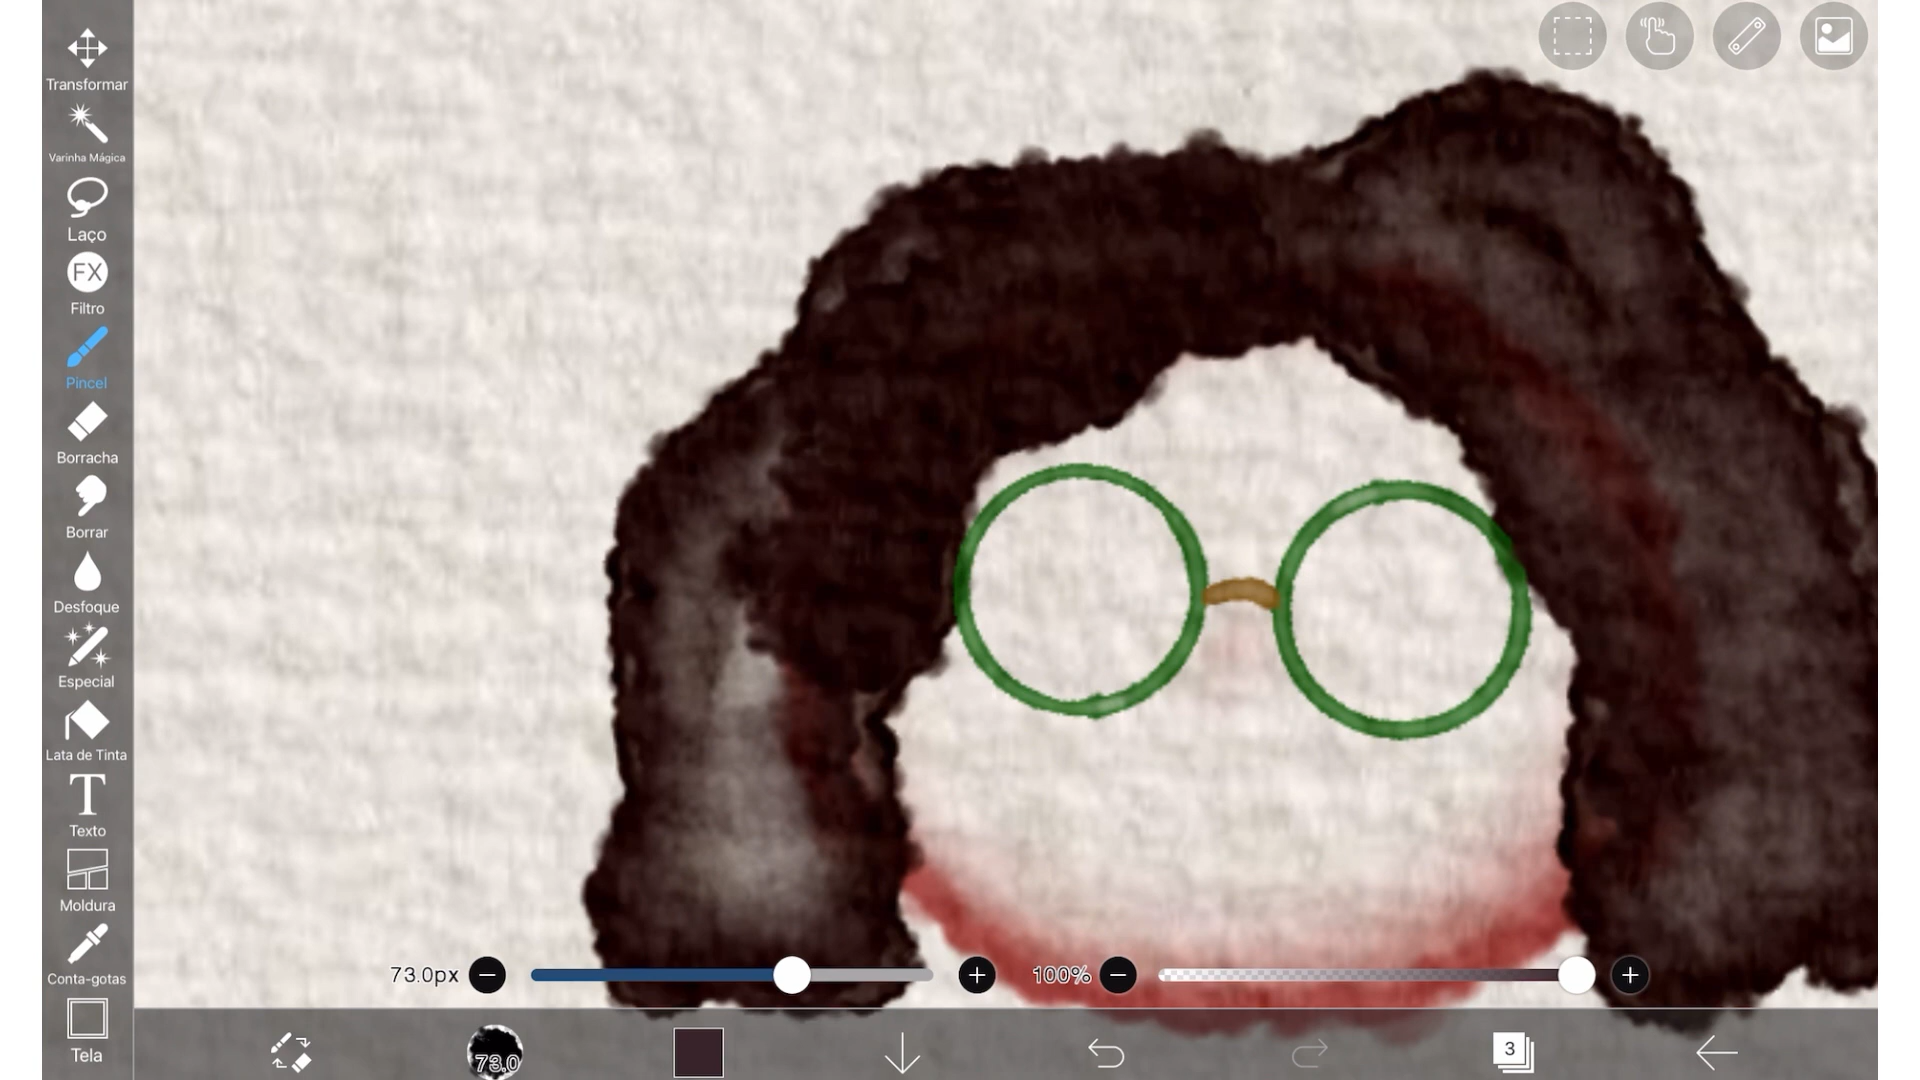 Transformar
Varinha Mágica
Laço
FX
Filtro
Pincel
Borracha
Borrar
Desfoque
Especial
Lata de Tinta
T
Texto
Moldura
Conta-gotas
Tela
73.0px
100%
73.0
3